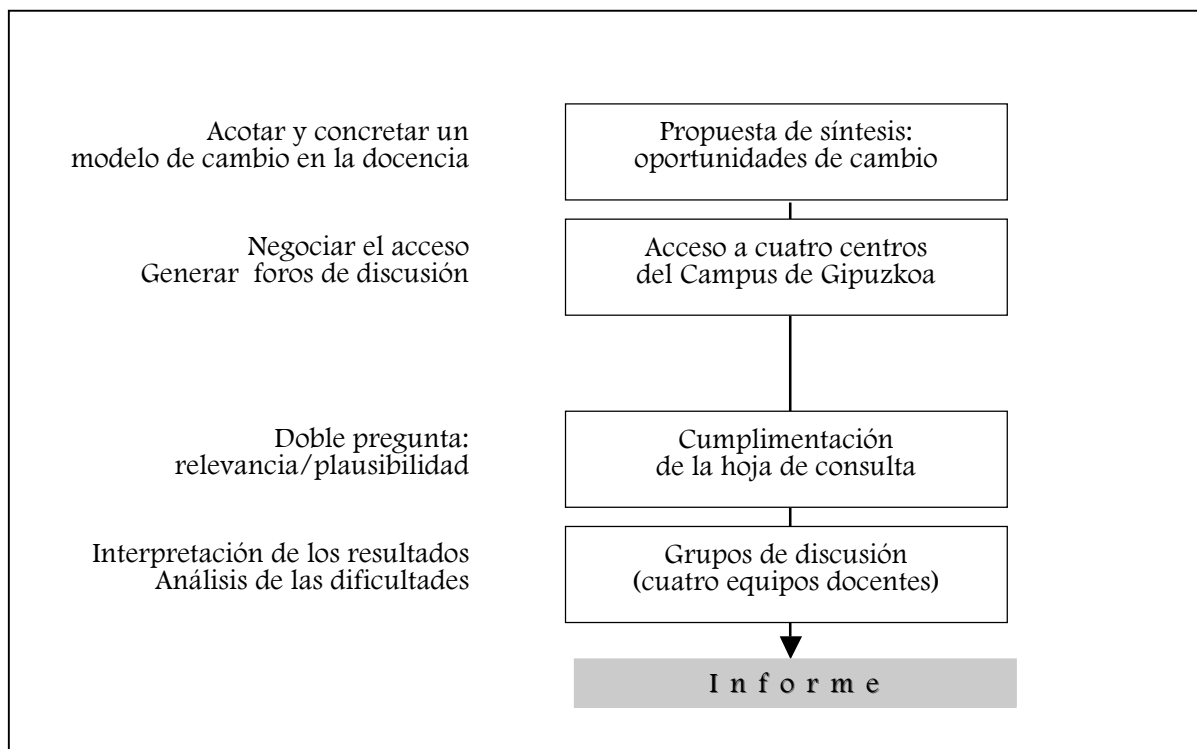 Acotar y concretar un
modelo de cambio en la docencia
Propuesta de síntesis:
oportunidades de cambio
Negociar el acceso
Generar foros de discusión
Acceso a cuatro centros
del Campus de Gipuzkoa
Doble pregunta:
relevancia/plausibilidad
Cumplimentación
de la hoja de consulta
Interpretación de los resultados
Análisis de las dificultades
Grupos de discusión
(cuatro equipos docentes)
Informe